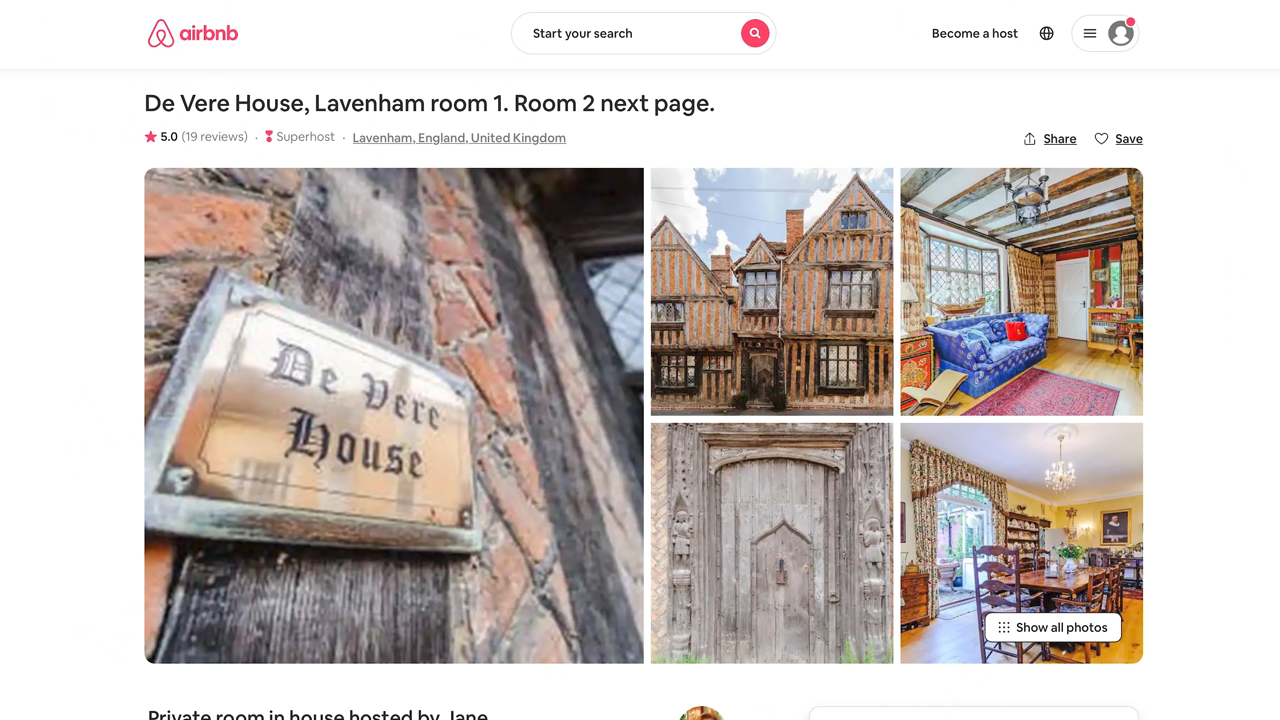 airbnb
Start your search
Become a host
De Vere House, Lavenham room 1. Room 2 next page.
5.0 (19 reviews) · Superhost · Lavenham, England, United Kingdom
Share
Save
De Vere
House
Show all photos
Private room in house hosted by Jane